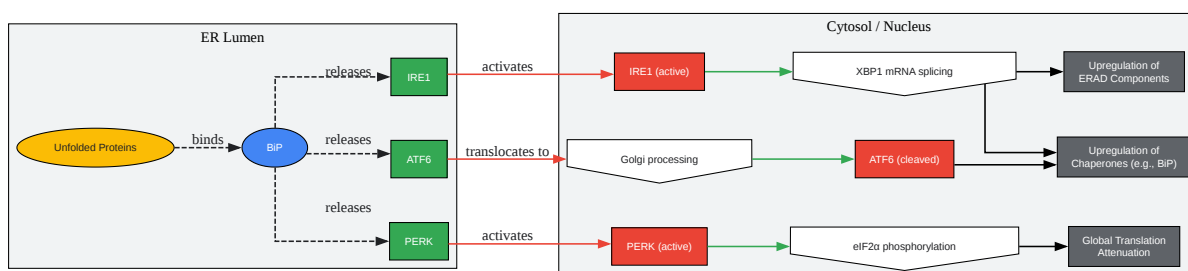 ER Lumen
Cytosol / Nucleus
releases
IRE1
activates
IRE1 (active)
XBP1 mRNA splicing
Upregulation of
ERAD Components
Unfolded Proteins
binds
BiP
releases
ATF6
translocates to
Golgi processing
ATF6 (cleaved)
Upregulation of
Chaperones (e.g., BiP)
releases
PERK
activates
PERK (active)
eIF2α phosphorylation
Global Translation
Attenuation